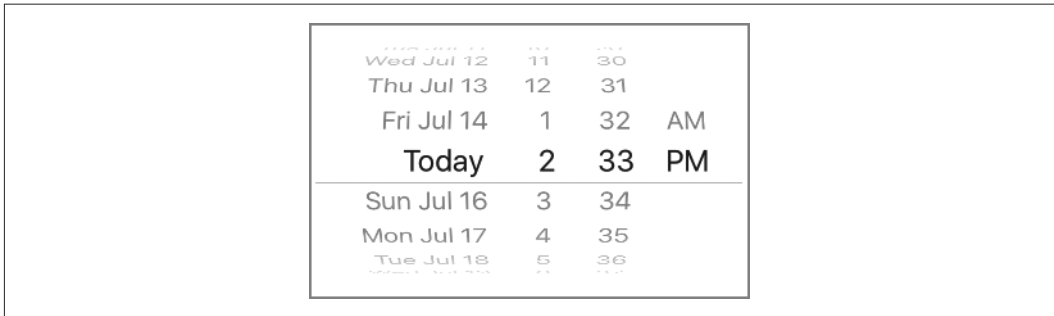 Wed Jul 12 11 30
Thu Jul 13 12 31
Fri Jul 14 1 32 AM
Today 2 33 PM
Sun Jul 16 3 34
Mon Jul 17 4 35
Tue Jul 18 5 36